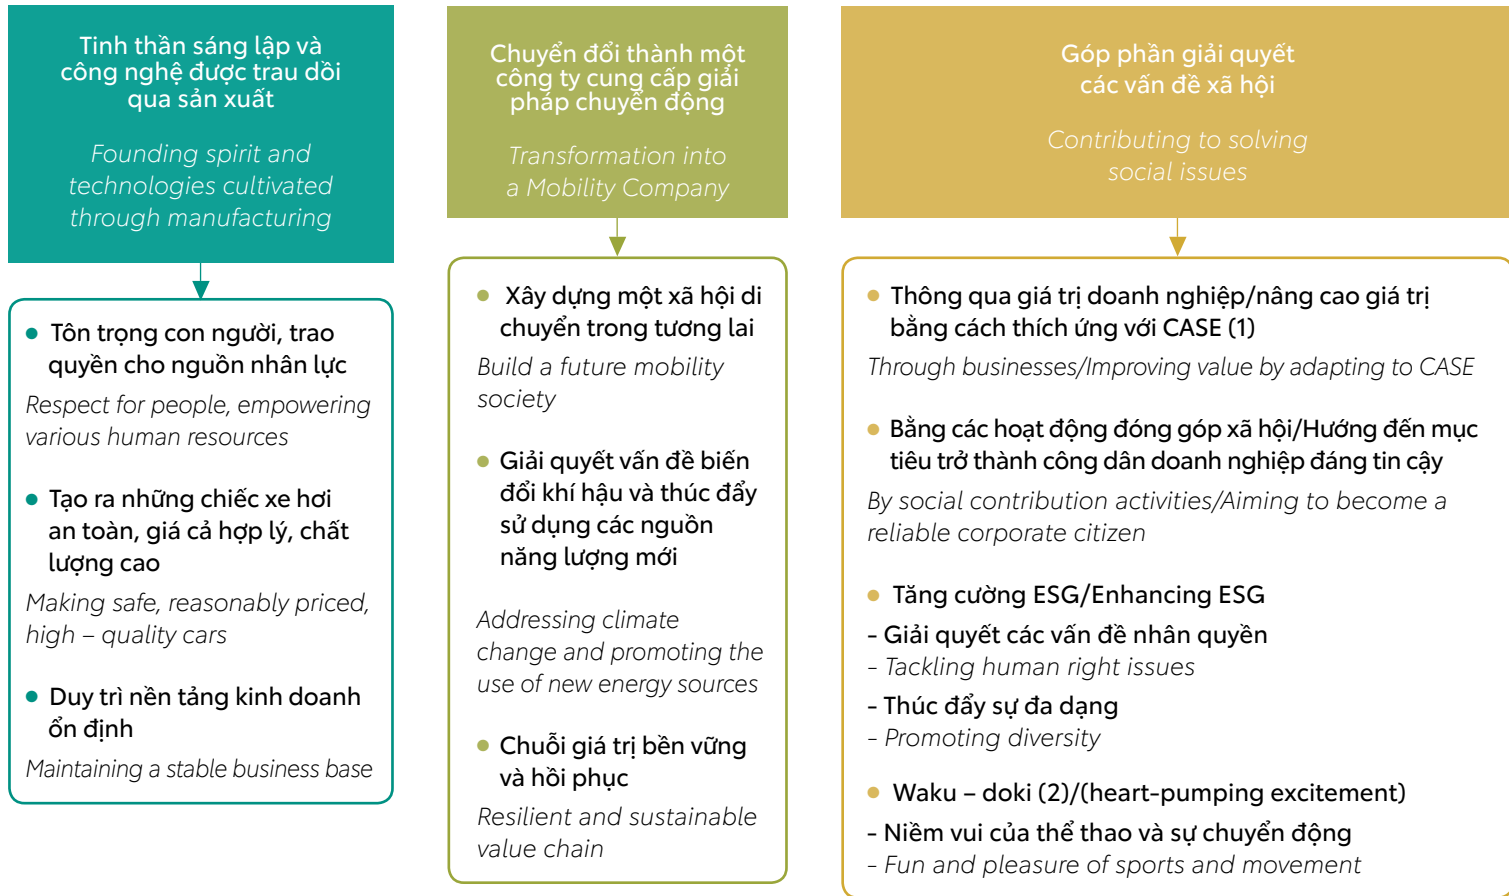 Tinh thần sáng lập và
công nghệ được trau dồi
qua sản xuất
Founding spirit and
technologies cultivated
through manufacturing
● Tôn trọng con người, trao
quyền cho nguồn nhân lực
Respect for people, empowering
various human resources
● Tạo ra những chiếc xe hơi
an toàn, giá cả hợp lý, chất
lượng cao
Making safe, reasonably priced,
high – quality cars
● Duy trì nền tảng kinh doanh
ổn định
Maintaining a stable business base
Chuyển đổi thành một
công ty cung cấp giải
pháp chuyển động
Transformation into
a Mobility Company
● Xây dựng một xã hội di
chuyển trong tương lai
Build a future mobility
society
● Giải quyết vấn đề biến
đổi khí hậu và thúc đẩy
sử dụng các nguồn
năng lượng mới
Addressing climate
change and promoting the
use of new energy sources
● Chuỗi giá trị bền vững
và hồi phục
Resilient and sustainable
value chain
Góp phần giải quyết
các vấn đề xã hội
Contributing to solving
social issues
● Thông qua giá trị doanh nghiệp/nâng cao giá trị
bằng cách thích ứng với CASE (1)
Through businesses/Improving value by adapting to CASE
● Bằng các hoạt động đóng góp xã hội/Hướng đến mục
tiêu trở thành công dân doanh nghiệp đáng tin cậy
By social contribution activities/Aiming to become a
reliable corporate citizen
● Tăng cường ESG/Enhancing ESG
- Giải quyết các vấn đề nhân quyền
- Tackling human right issues
- Thúc đẩy sự đa dạng
- Promoting diversity
● Waku – doki (2)/(heart-pumping excitement)
- Niềm vui của thể thao và sự chuyển động
- Fun and pleasure of sports and movement